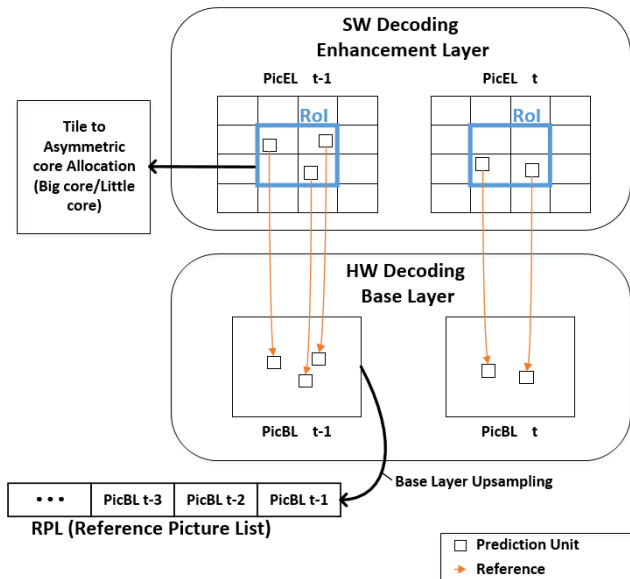 SW Decoding
Enhancement Layer
PicEL t-1
PicEL t
RoI
RoI
Tile to
Asymmetric
core Allocation
(Big core/Little
core)
HW Decoding
Base Layer
PicBL t-1
PicBL t
Base Layer Upsampling
••• PicBL t-3 PicBL t-2 PicBL t-1
RPL (Reference Picture List)
Prediction Unit
Reference